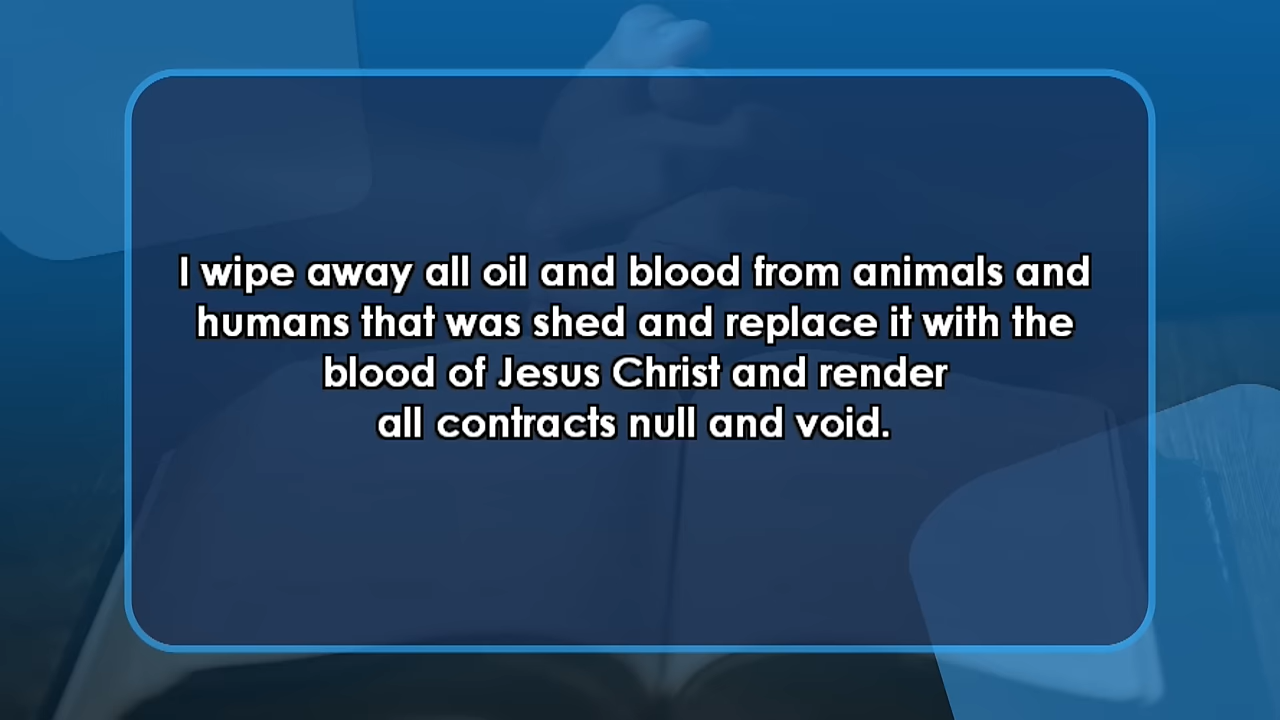 I wipe away all oil and blood from animals and
humans that was shed and replace it with the
blood of Jesus Christ and render
all contracts null and void.